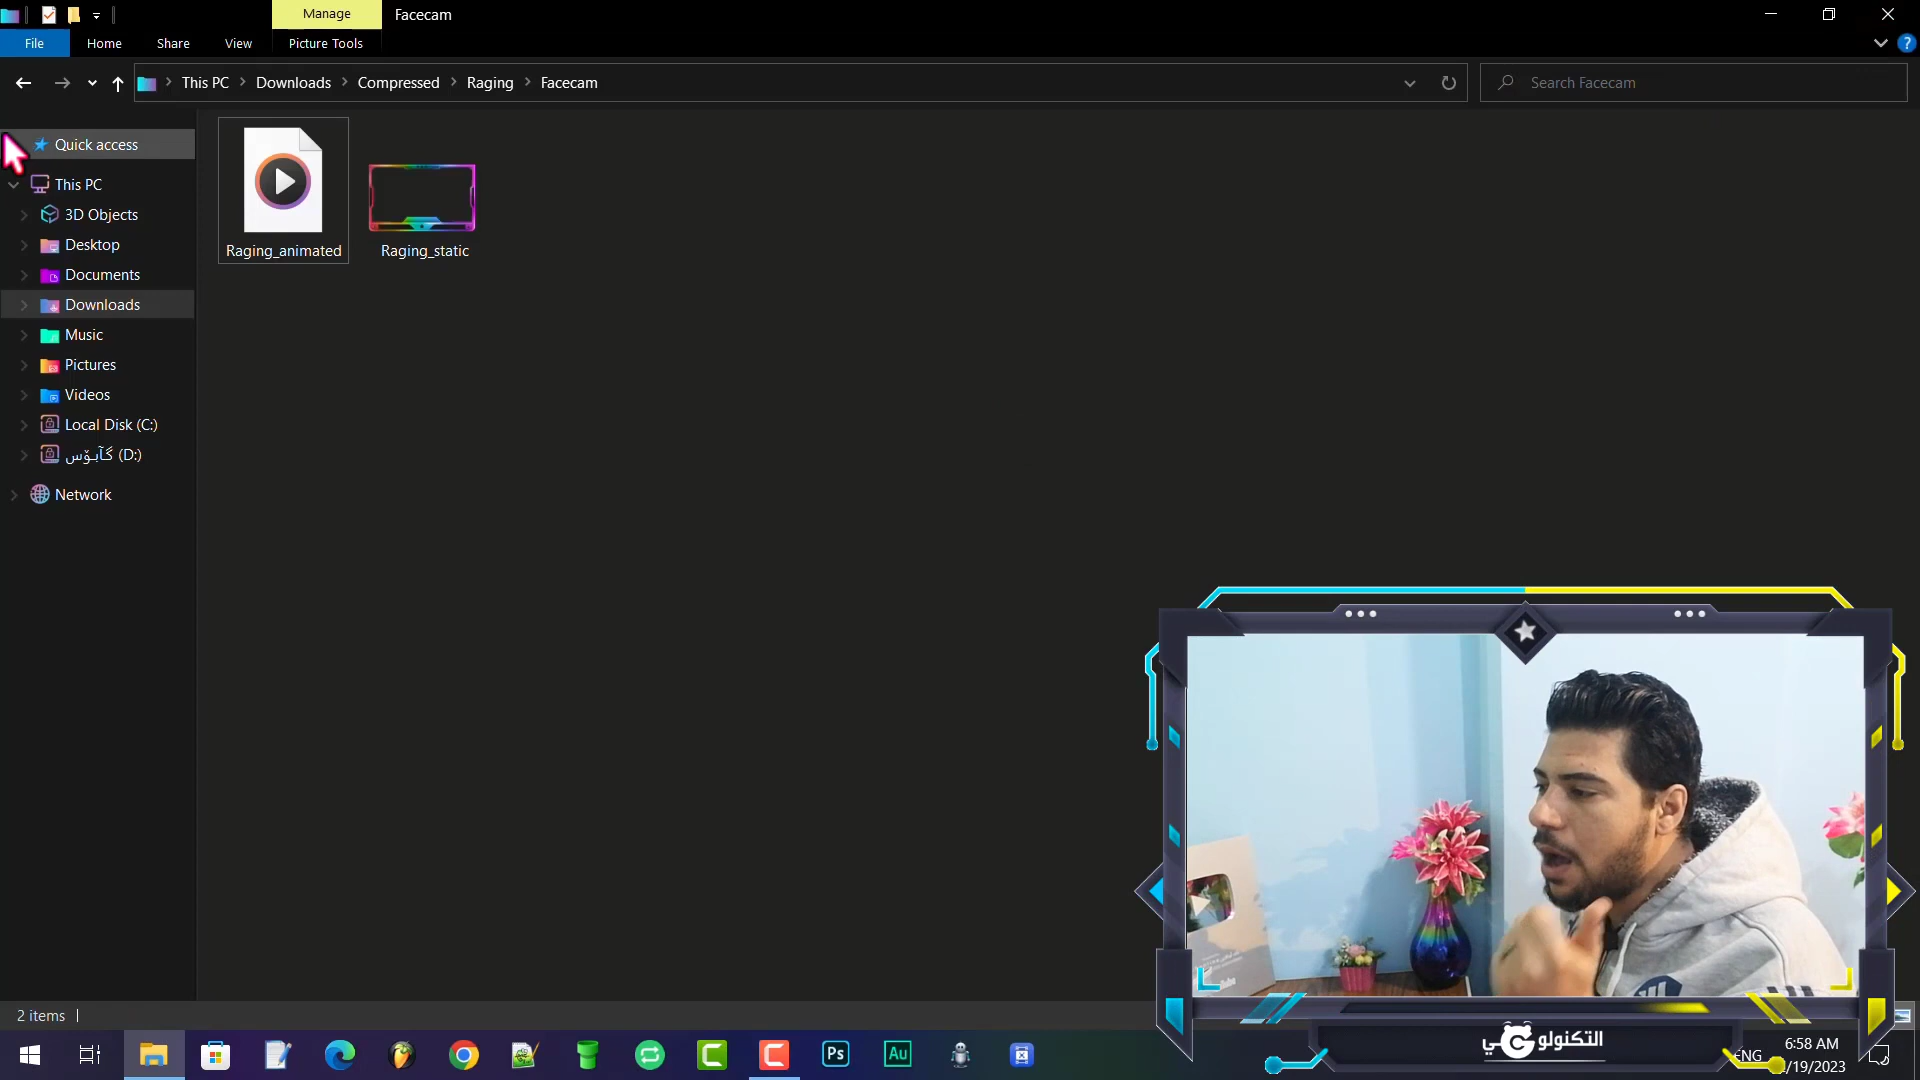 Manage
Facecam
File
Home
Share
View
Picture Tools
This PC
Downloads
Compressed
Raging
Facecam
Search Facecam
Quick access
This PC
3D Objects
Desktop
Documents
Downloads
Music
Pictures
Videos
Local Disk (C:)
گآبـۆس (D:)
Network
Raging_animated
Raging_static
2 items
Ps
Au
ENG
6:58 AM
/19/2023